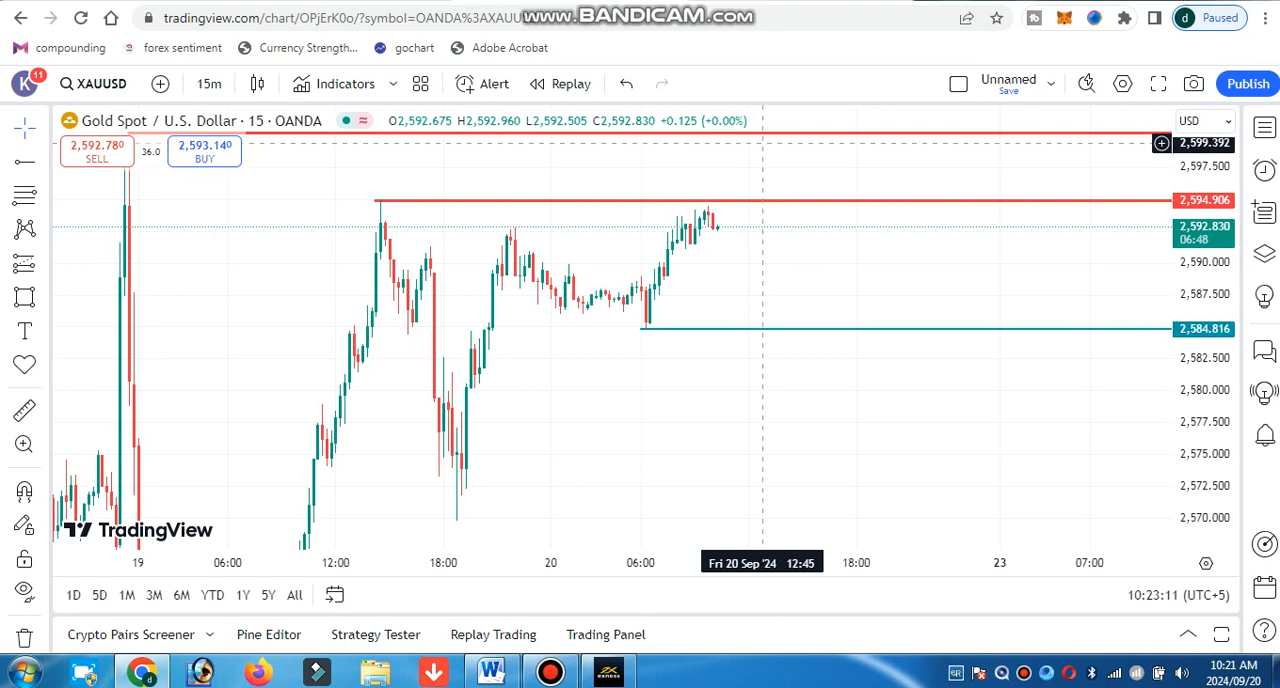 tradingview.com/chart/OPjErK0o/?symbol=OANDA%3AXAUU
www.BANDICAM.com
d Paused
compounding
forex sentiment
Currency Strength...
gochart
Adobe Acrobat
K 11
XAUUSD
15m
Indicators
Alert
Replay
Unnamed
Save
Publish
Gold Spot / U.S. Dollar · 15 · OANDA
O2,592.675 H2,592.960 L2,592.505 C2,592.830 +0.125 (+0.00%)
USD
2,592.780
SELL
36.0
2,593.140
BUY
2,599.392
2,597.500
2,594.906
2,592.830
06:48
2,590.000
2,587.500
2,584.816
2,582.500
2,580.000
2,577.500
2,575.000
2,572.500
2,570.000
TradingView
19
06:00
12:00
18:00
20
06:00
Fri 20 Sep '24 12:45
18:00
23
07:00
1D 5D 1M 3M 6M YTD 1Y 5Y All
10:23:11 (UTC+5)
Crypto Pairs Screener
Pine Editor
Strategy Tester
Replay Trading
Trading Panel
exness
10:21 AM
2024/09/20